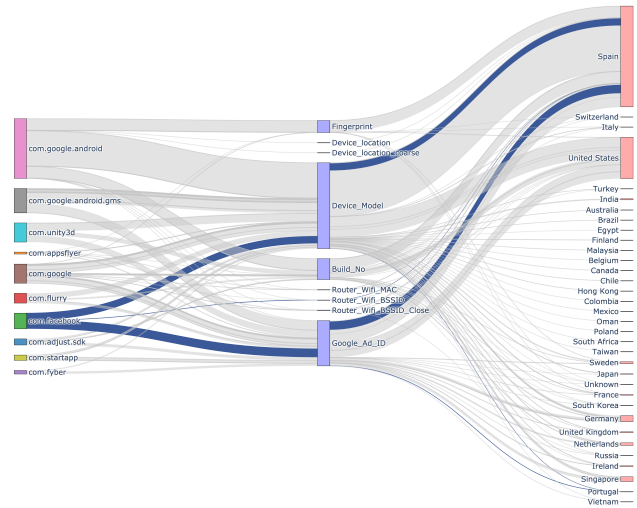 com.google.android
com.google.android.gms
com.unity3d
com.appsflyer
com.google
com.flurry
com.facebook
com.adjust.sdk
com.startapp
com.fyber
Fingerprint
Device_location
Device_location_coarse
Device_Model
Build_No
Router_Wifi_MAC
Router_Wifi_BSSID
Router_Wifi_BSSID_Close
Google_Ad_ID
Spain
Switzerland
Italy
United States
Turkey
India
Australia
Brazil
Egypt
Finland
Malaysia
Belgium
Canada
Chile
Hong Kong
Colombia
Mexico
Oman
Poland
South Africa
Taiwan
Sweden
Japan
Unknown
France
South Korea
Germany
United Kingdom
Netherlands
Russia
Ireland
Singapore
Portugal
Vietnam